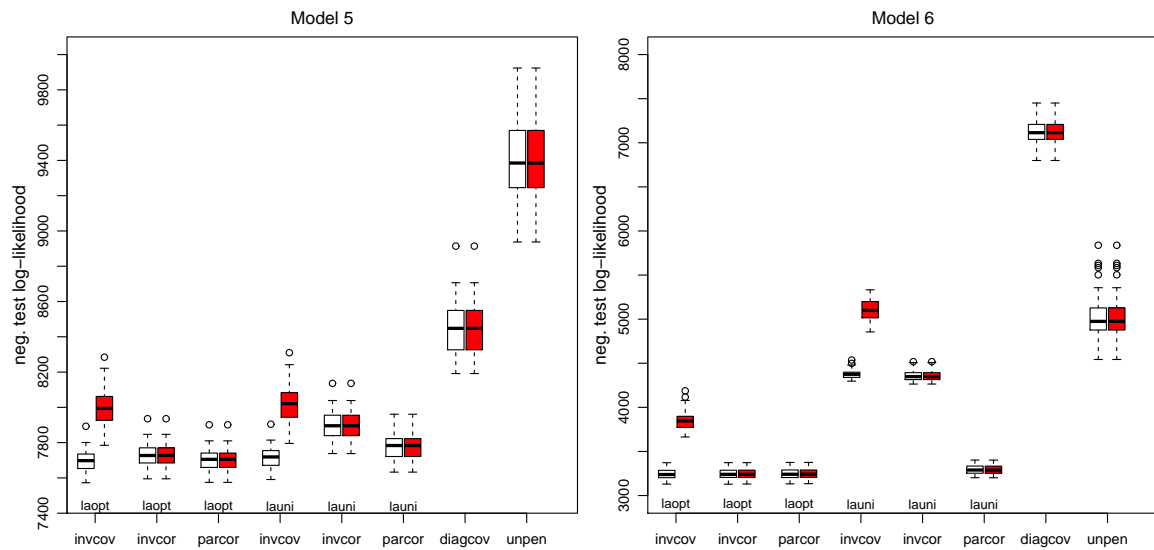 Model 5
neg. test log−likelihood
7400
7800
8200
8600
9000
9400
9800
laopt laopt laopt launi launi launi
invcov invcor parcor invcov invcor parcor diagcov unpen
Model 6
neg. test log−likelihood
3000
4000
5000
6000
7000
8000
laopt laopt laopt launi launi launi
invcov invcor parcor invcov invcor parcor diagcov unpen